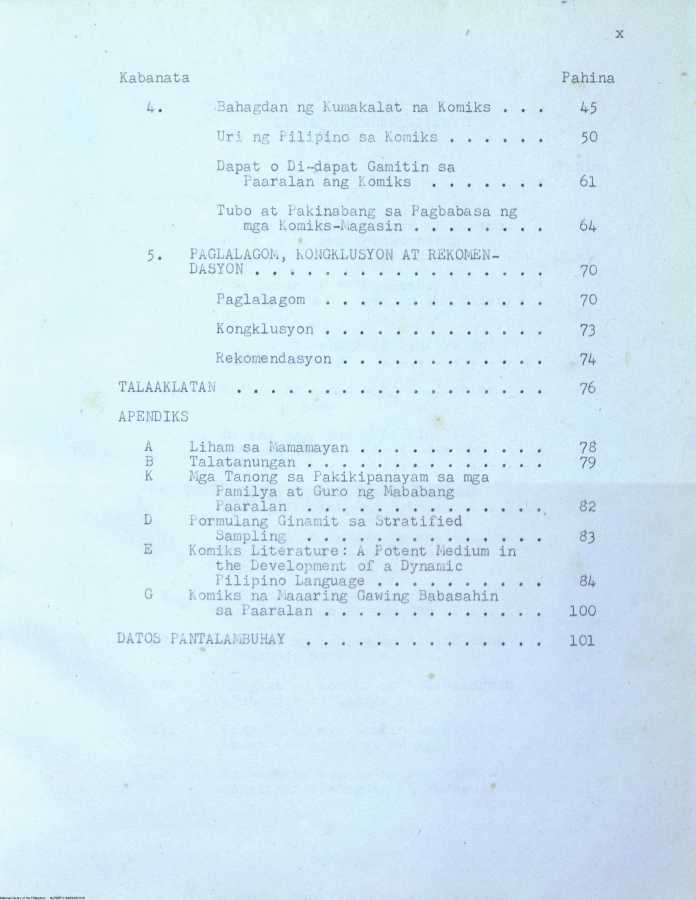 x
Kabanata Pahina
4. Bahagdan ng Kumakalat na Komiks . . . 45
Uri ng Pilipino sa Komiks . . . . . . 50
Dapat o Di-dapat Gamitin sa
Paaralan ang Komiks . . . . . . . 61
Tubo at Pakinabang sa Pagbabasa ng
mga Komiks-Magasin . . . . . . . . 64
5. PAGLALAGOM, KONGKLUSYON AT REKOMEN-
DASYON . . . . . . . . . . . . . . . . . 70
Paglalagom . . . . . . . . . . . . . 70
Kongklusyon . . . . . . . . . . . . . 73
Rekomendasyon . . . . . . . . . . . . 74
TALAAKLATAN . . . . . . . . . . . . . . . . . . 76
APENDIKS
A Liham sa Mamamayan . . . . . . . . . . . 78
B Talatanungan . . . . . . . . . . . . . . 79
K Mga Tanong sa Pakikipanayam sa mga
Pamilya at Guro ng Mababang
Paaralan . . . . . . . . . . . . . . 82
D Pormulang Ginamit sa Stratified
Sampling . . . . . . . . . . . . . . 83
E Komiks Literature: A Potent Medium in
the Development of a Dynamic
Pilipino Language . . . . . . . . . . 84
G Komiks na Maaaring Gawing Babasahin
sa Paaralan . . . . . . . . . . . . . 100
DATOS PANTALAMBUHAY . . . . . . . . . . . . . . 101